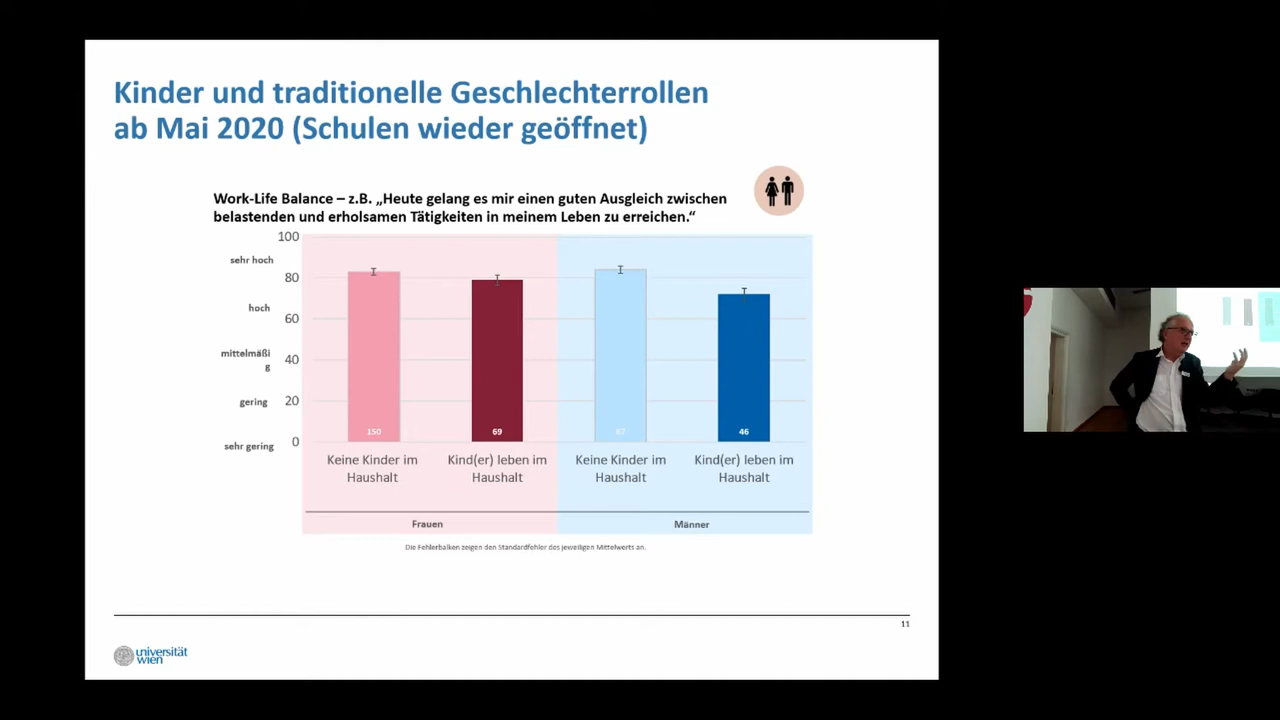 Kinder und traditionelle Geschlechterrollen
ab Mai 2020 (Schulen wieder geöffnet)
Work-Life Balance – z.B. „Heute gelang es mir einen guten Ausgleich zwischen
belastenden und erholsamen Tätigkeiten in meinem Leben zu erreichen.“
100
sehr hoch
80
hoch
60
mittelmäßi
g
40
gering
20
sehr gering
0
150
69
67
46
Keine Kinder im
Haushalt
Kind(er) leben im
Haushalt
Keine Kinder im
Haushalt
Kind(er) leben im
Haushalt
Frauen
Männer
Die Fehlerbalken zeigen den Standardfehler des jeweiligen Mittelwerts an.
11
universität
wien